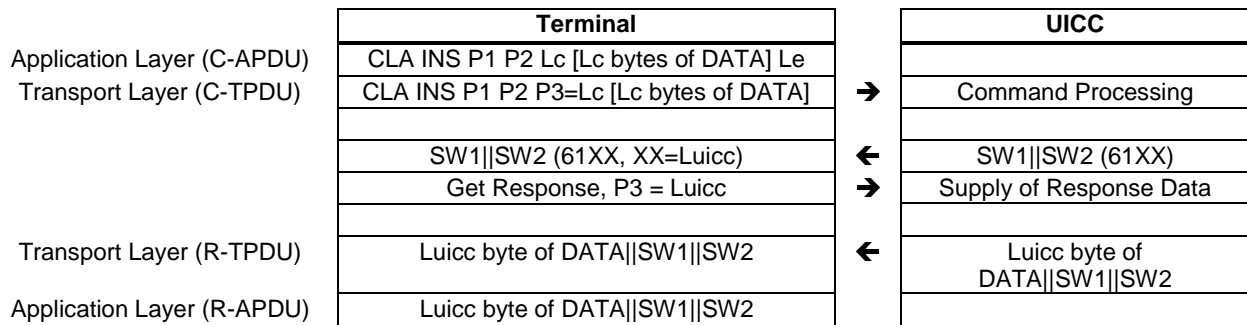 Terminal UICC
Application Layer (C-APDU) CLA INS P1 P2 Lc [Lc bytes of DATA] Le
Transport Layer (C-TPDU) CLA INS P1 P2 P3=Lc [Lc bytes of DATA] → Command Processing
SW1||SW2 (61XX, XX=Luicc) ← SW1||SW2 (61XX)
Get Response, P3 = Luicc → Supply of Response Data
Transport Layer (R-TPDU) Luicc byte of DATA||SW1||SW2 ← Luicc byte of
DATA||SW1||SW2
Application Layer (R-APDU) Luicc byte of DATA||SW1||SW2